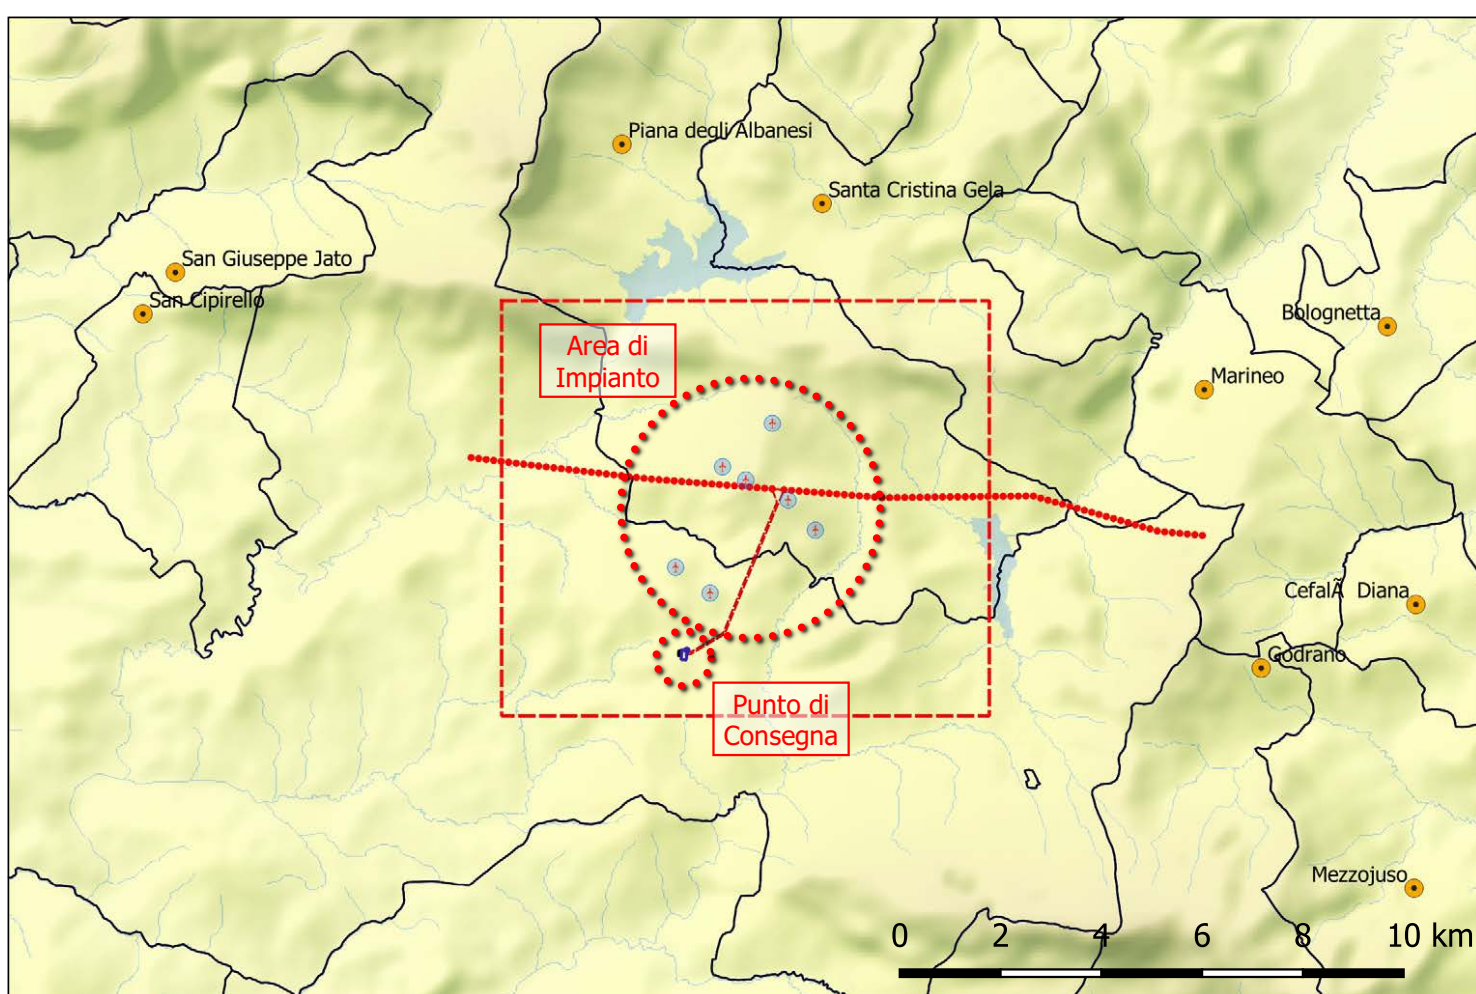 Piana degli Albanesi
Santa Cristina Gela
San Giuseppe Jato
San Cipirello
Bolognetta
Area di
Impianto
Marineo
CefalÃ  Diana
Godrano
Punto di
Consegna
Mezzojuso
0 2 4 6 8 10 km